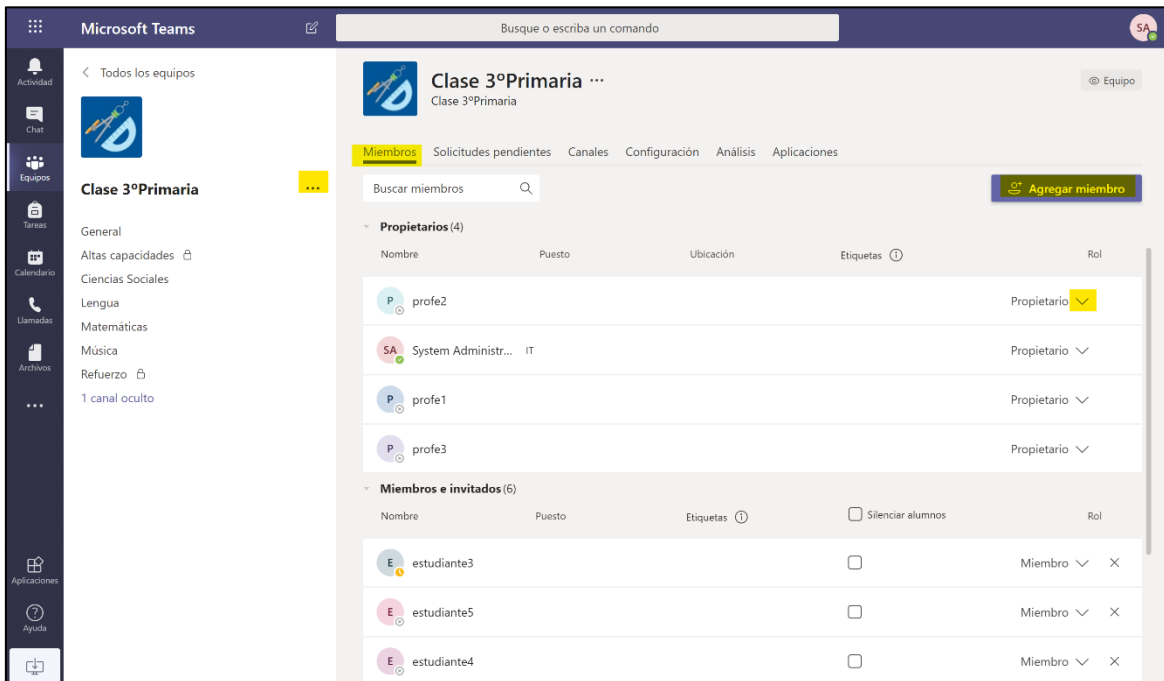 Microsoft Teams
Busque o escriba un comando
SA
Actividad
Chat
Equipos
Tareas
Calendario
Llamadas
Archivos
Aplicaciones
Ayuda
Todos los equipos
Clase 3ºPrimaria
...
General
Altas capacidades
Ciencias Sociales
Lengua
Matemáticas
Música
Refuerzo
1 canal oculto
Clase 3ºPrimaria ...
Clase 3ºPrimaria
Equipo
Miembros Solicitudes pendientes Canales Configuración Análisis Aplicaciones
Buscar miembros
Agregar miembro
Propietarios (4)
Nombre Puesto Ubicación Etiquetas Rol
P profe2 Propietario
SA System Administr... IT Propietario
P profe1 Propietario
P profe3 Propietario
Miembros e invitados (6)
Nombre Puesto Etiquetas Silenciar alumnos Rol
E estudiante3 Miembro
E estudiante5 Miembro
E estudiante4 Miembro